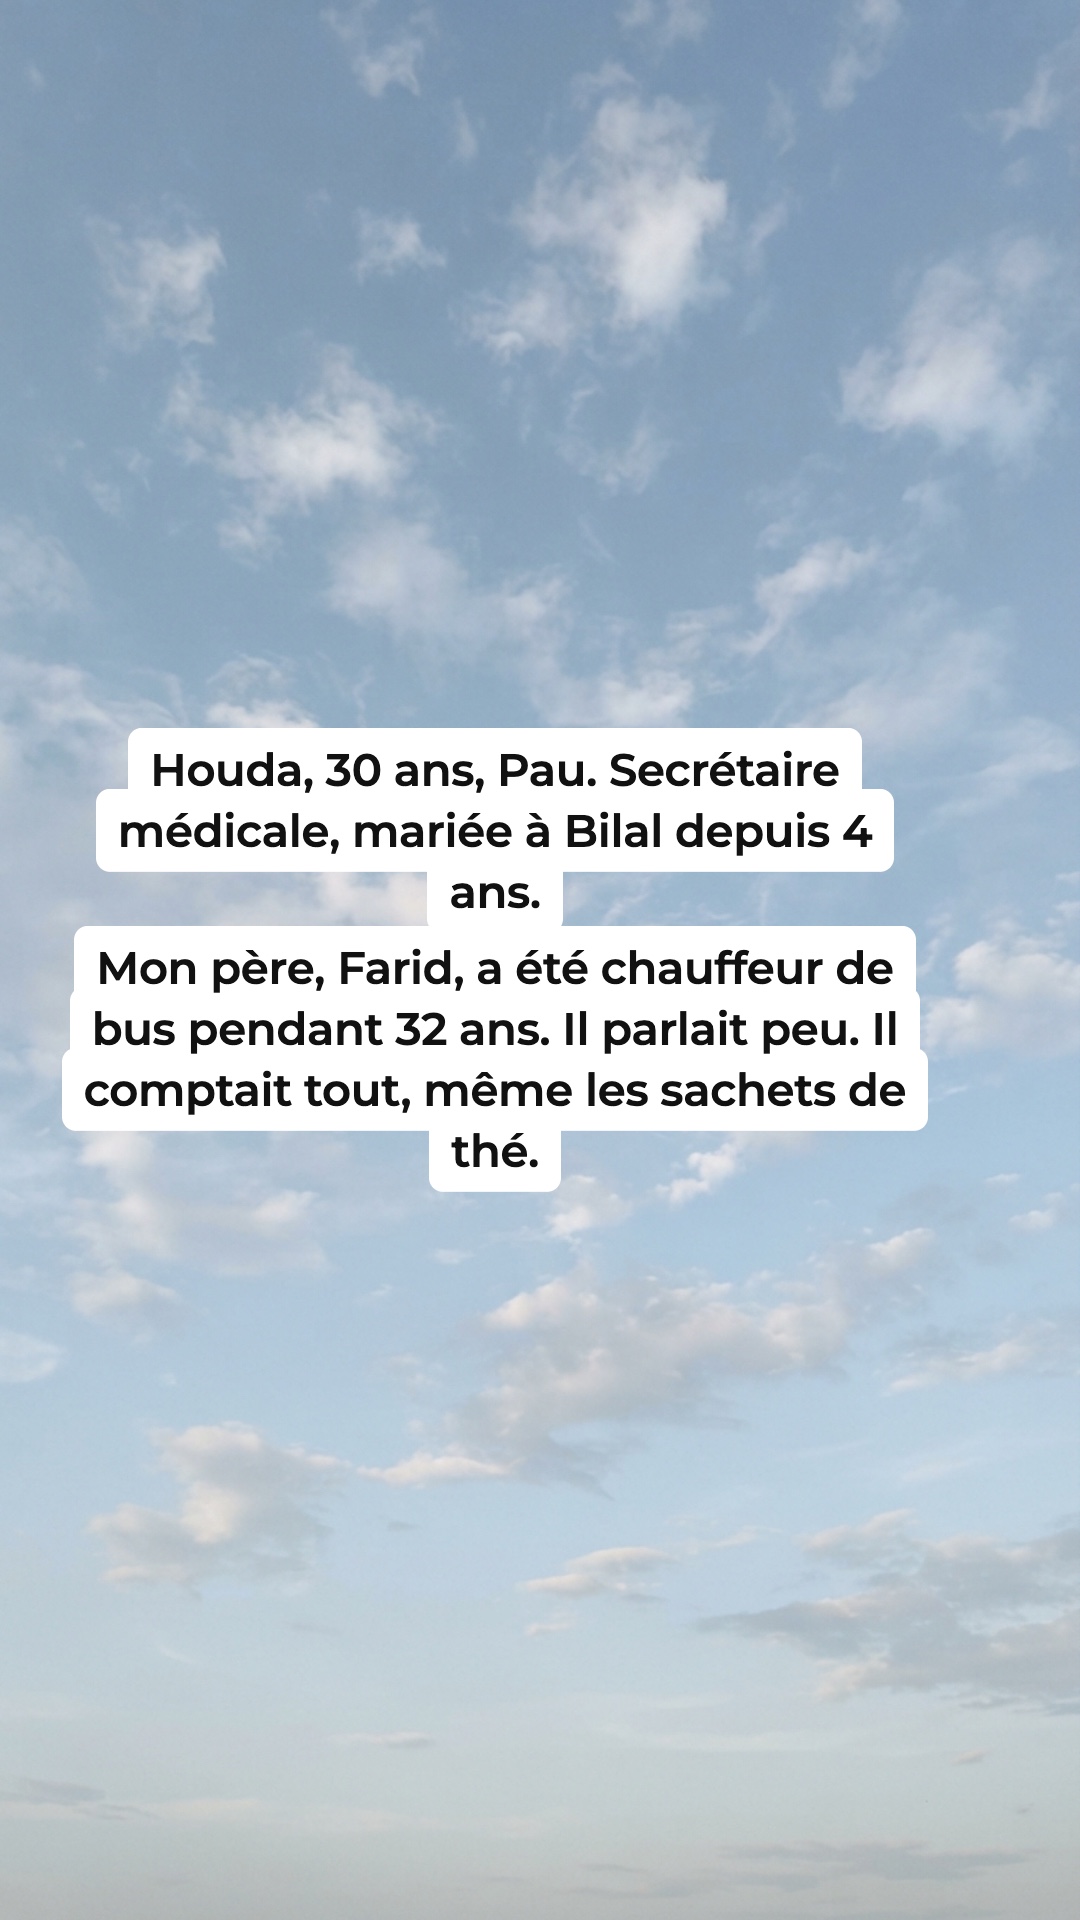 Houda, 30 ans, Pau. Secrétaire
médicale, mariée à Bilal depuis 4
ans.
Mon père, Farid, a été chauffeur de
bus pendant 32 ans. Il parlait peu. Il
comptait tout, même les sachets de
thé.